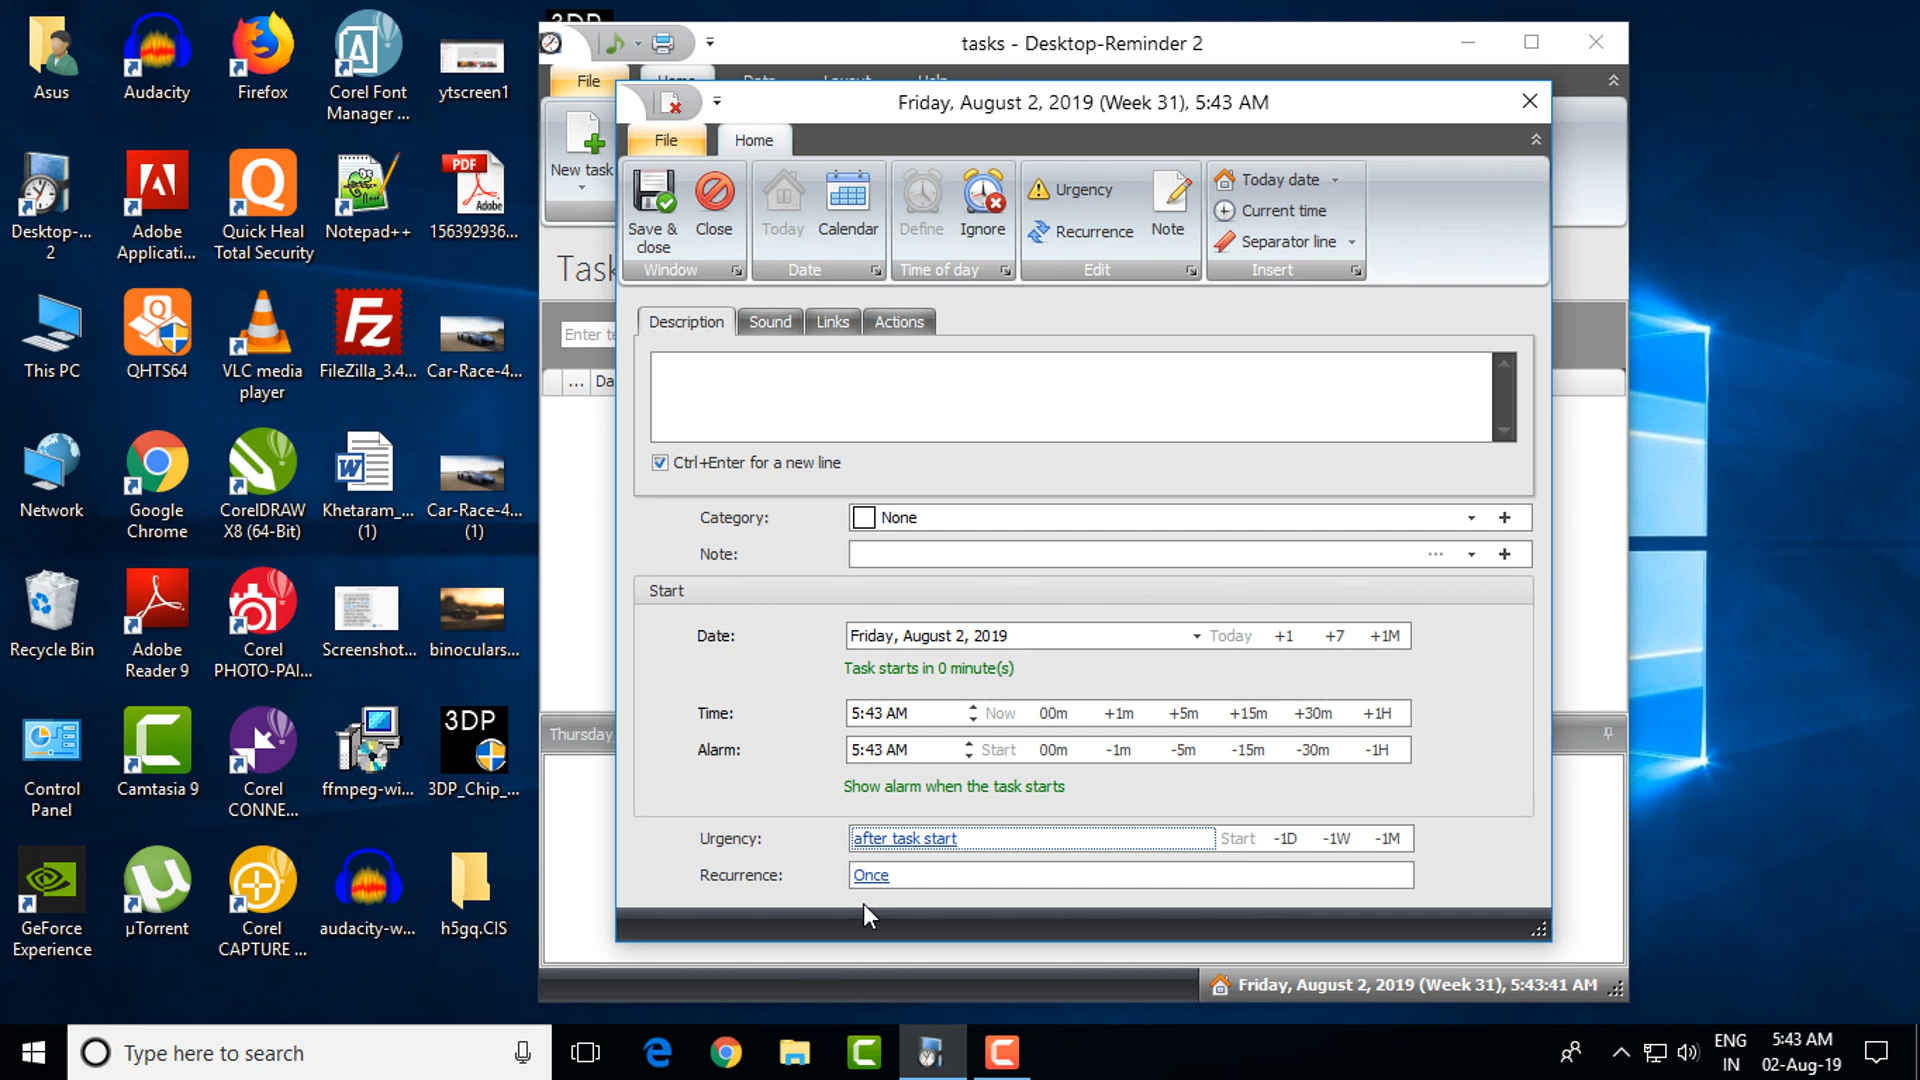 Asus
Audacity
Firefox
Corel Font
Manager ...
ytscreen1
Desktop-...
2
Adobe
Applicati...
Quick Heal
Total Security
Notepad++
PDF
Adobe
156392936...
This PC
QHTS64
VLC media
player
FileZilla_3.4...
Car-Race-4...
Network
Google
Chrome
CorelDRAW
X8 (64-Bit)
Khetaram_...
(1)
Car-Race-4...
(1)
Recycle Bin
Adobe
Reader 9
Corel
PHOTO-PAI...
Screenshot...
binoculars...
Control
Panel
Camtasia 9
Corel
CONNE...
ffmpeg-wi...
3DP
3DP_Chip_...
GeForce
Experience
µTorrent
Corel
CAPTURE ...
audacity-w...
h5gq.CIS
tasks - Desktop-Reminder 2
File
Home
Data
Layout
Help
New task
Task
Enter te
... Da
Thursday,
Friday, August 2, 2019 (Week 31), 5:43 AM
File
Home
Save &
close
Close
Window
Today
Calendar
Date
Define
Ignore
Time of day
Urgency
Recurrence
Note
Edit
Today date
Current time
Separator line
Insert
Description
Sound
Links
Actions
Ctrl+Enter for a new line
Category:
None
Note:
...
Start
Date:
Friday, August 2, 2019
Today +1 +7 +1M
Task starts in 0 minute(s)
Time:
5:43 AM
Now 00m +1m +5m +15m +30m +1H
Alarm:
5:43 AM
Start 00m -1m -5m -15m -30m -1H
Show alarm when the task starts
Urgency:
after task start
Start -1D -1W -1M
Recurrence:
Once
Friday, August 2, 2019 (Week 31), 5:43:41 AM
Type here to search
ENG
IN
5:43 AM
02-Aug-19